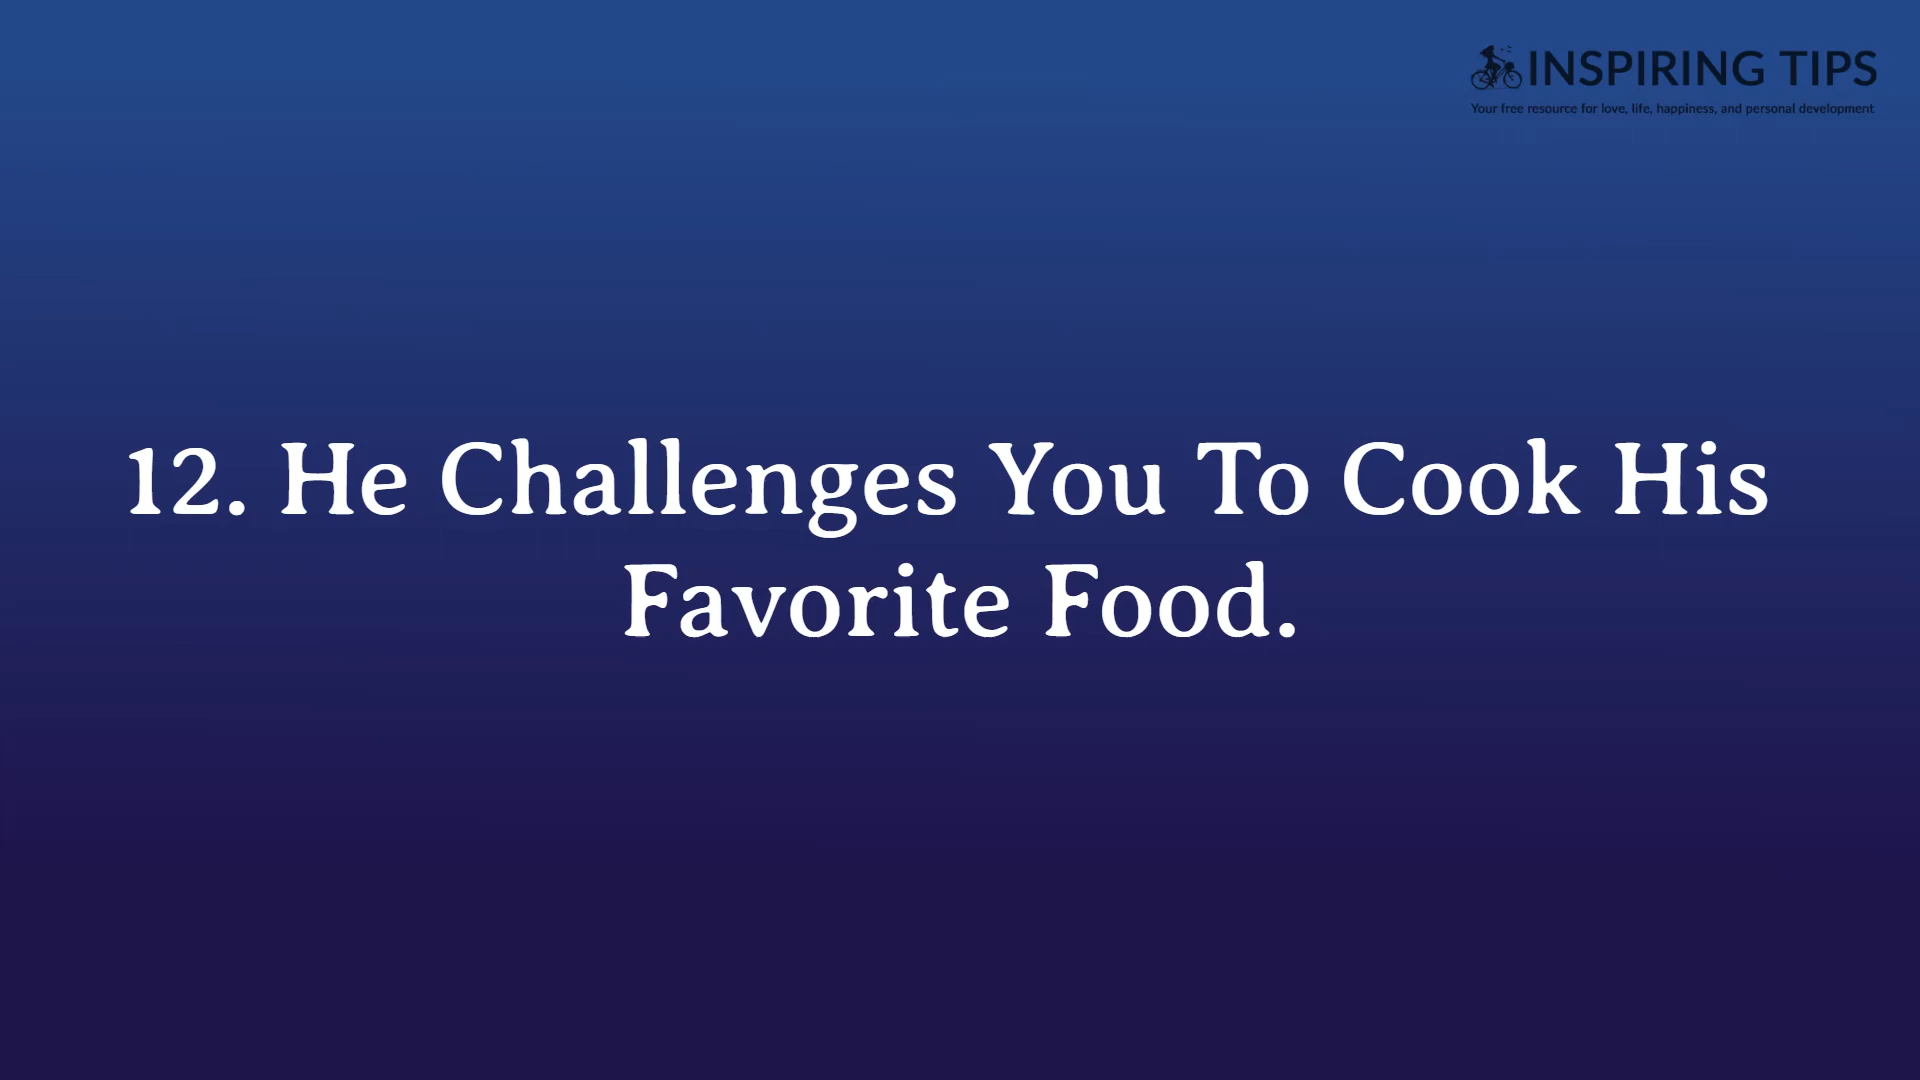 INSPIRING TIPS
Your free resource for love, life, happiness, and personal development
12. He Challenges You To Cook His
Favorite Food.